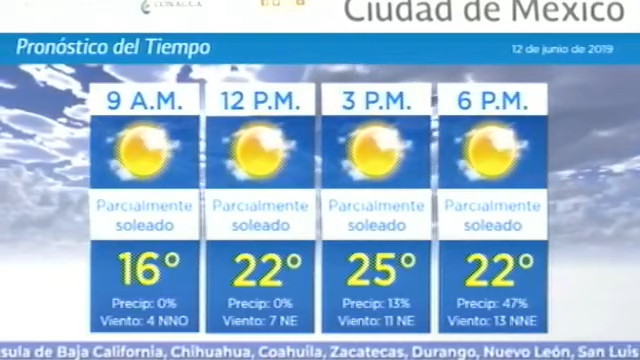 CONAGUA
Ciudad de México
Pronóstico del Tiempo
12 de junio de 2019
9 A.M.
Parcialmente
soleado
16°
Precip: 0%
Viento: 4 NNO
12 P.M.
Parcialmente
soleado
22°
Precip: 0%
Viento: 7 NE
3 P.M.
Parcialmente
soleado
25°
Precip: 13%
Viento: 11 NE
6 P.M.
Parcialmente
soleado
22°
Precip: 47%
Viento: 13 NNE
sula de Baja California, Chihuahua, Coahuila, Zacatecas, Durango, Nuevo León, San Luis